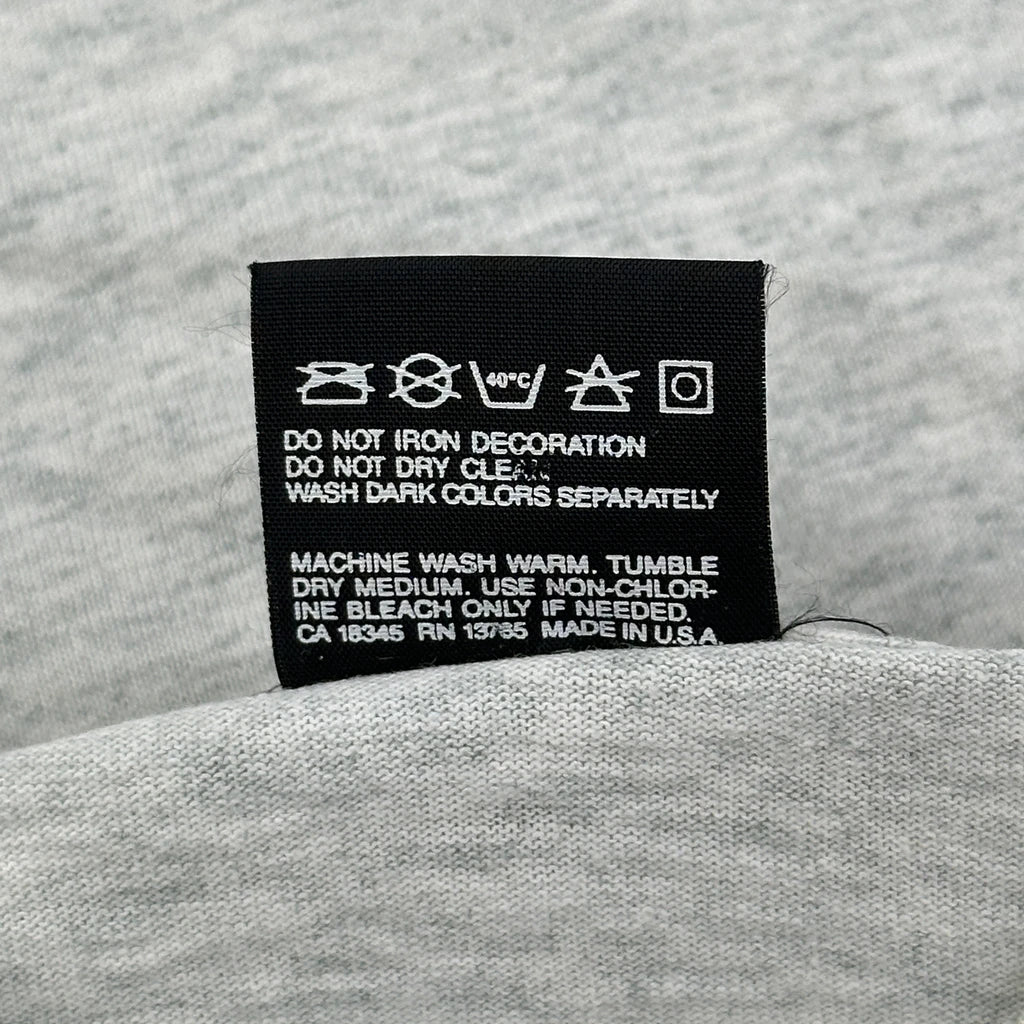 40°C
DO NOT IRON DECORATION
DO NOT DRY CLEAN
WASH DARK COLORS SEPARATELY
MACHINE WASH WARM. TUMBLE
DRY MEDIUM. USE NON-CHLOR-
INE BLEACH ONLY IF NEEDED.
CA 18345 RN 13765 MADE IN U.S.A.